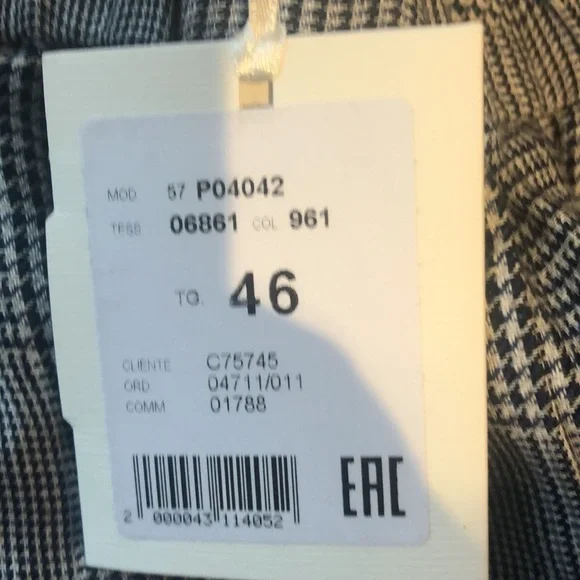 MOD 57 P04042
TESS 06861 COL 961
TG. 46
CLIENTE C75745
ORD 04711/011
COMM 01788
EAC
2 000043 114052